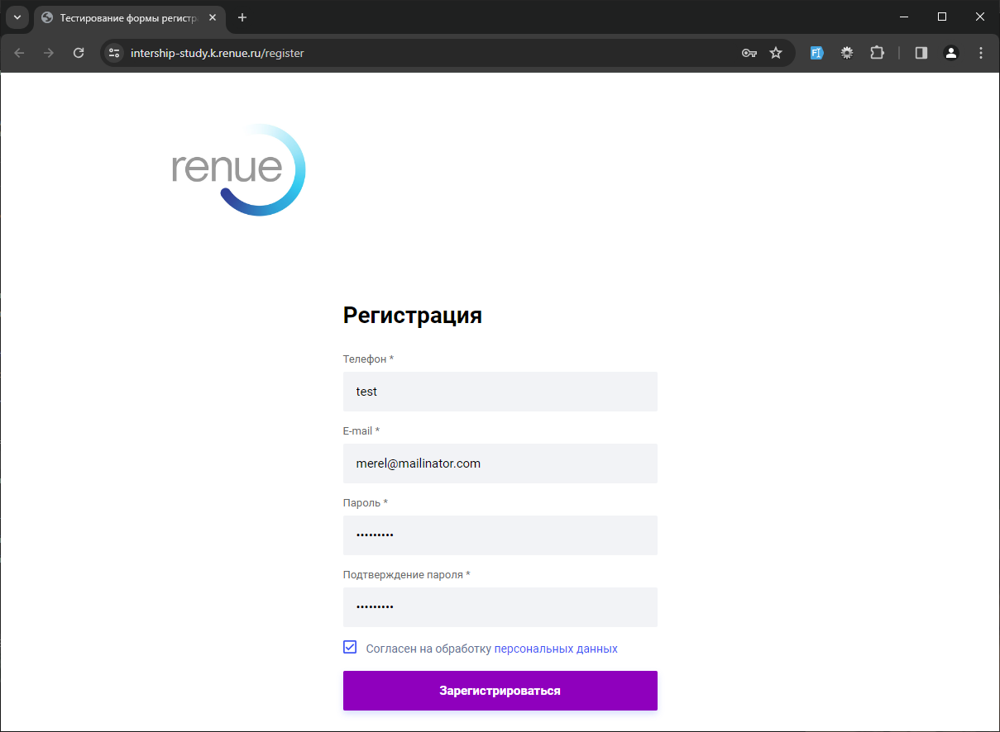 Тестирование формы регистр
intership-study.k.renue.ru/register
renue
Регистрация
Телефон *
test
E-mail *
merel@mailinator.com
Пароль *
•••••••••
Подтверждение пароля *
•••••••••
Согласен на обработку персональных данных
Зарегистрироваться